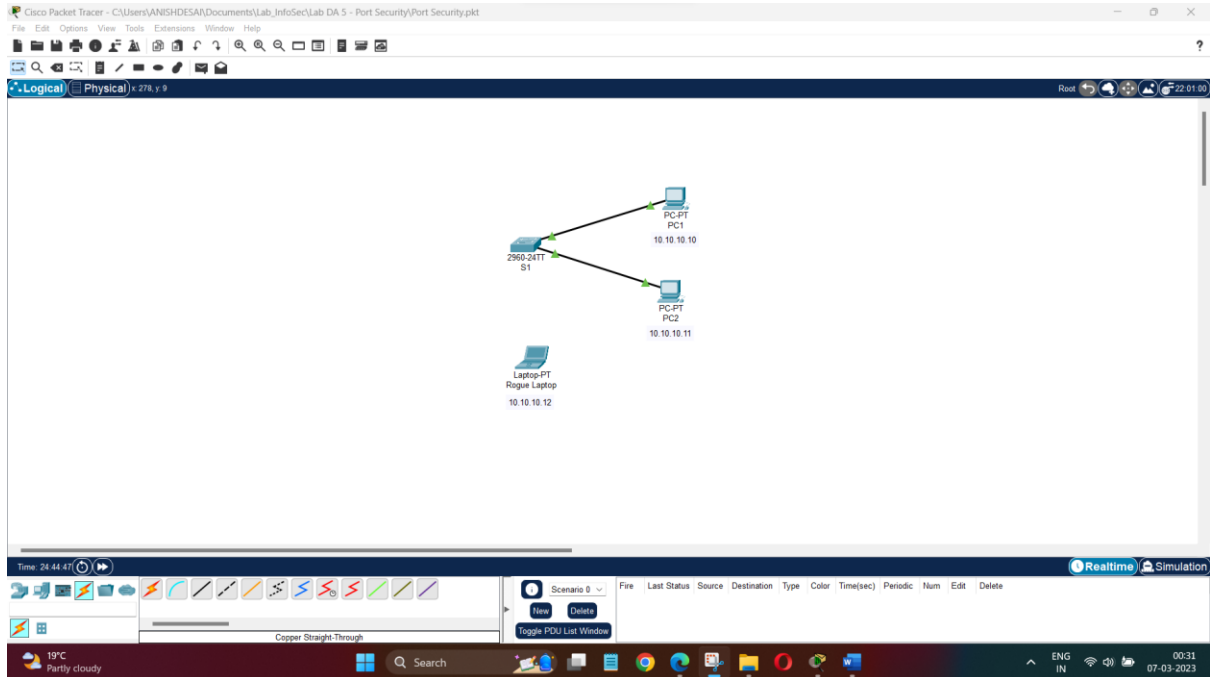 Cisco Packet Tracer - C:\Users\ANISHDESAI\Documents\Lab_InfoSec\Lab DA 5 - Port Security\Port Security.pkt
File Edit Options View Tools Extensions Window Help
?
Logical Physical x: 278, y: 9 Root 22:01:00
PC-PT
PC1
10.10.10.10
2960-24TT
S1
PC-PT
PC2
10.10.10.11
Laptop-PT
Rogue Laptop
10.10.10.12
Time: 24:44:47 Realtime Simulation
Scenario 0 Fire Last Status Source Destination Type Color Time(sec) Periodic Num Edit Delete
New Delete
Toggle PDU List Window
Copper Straight-Through
19°C
Partly cloudy
Search
ENG
IN
00:31
07-03-2023